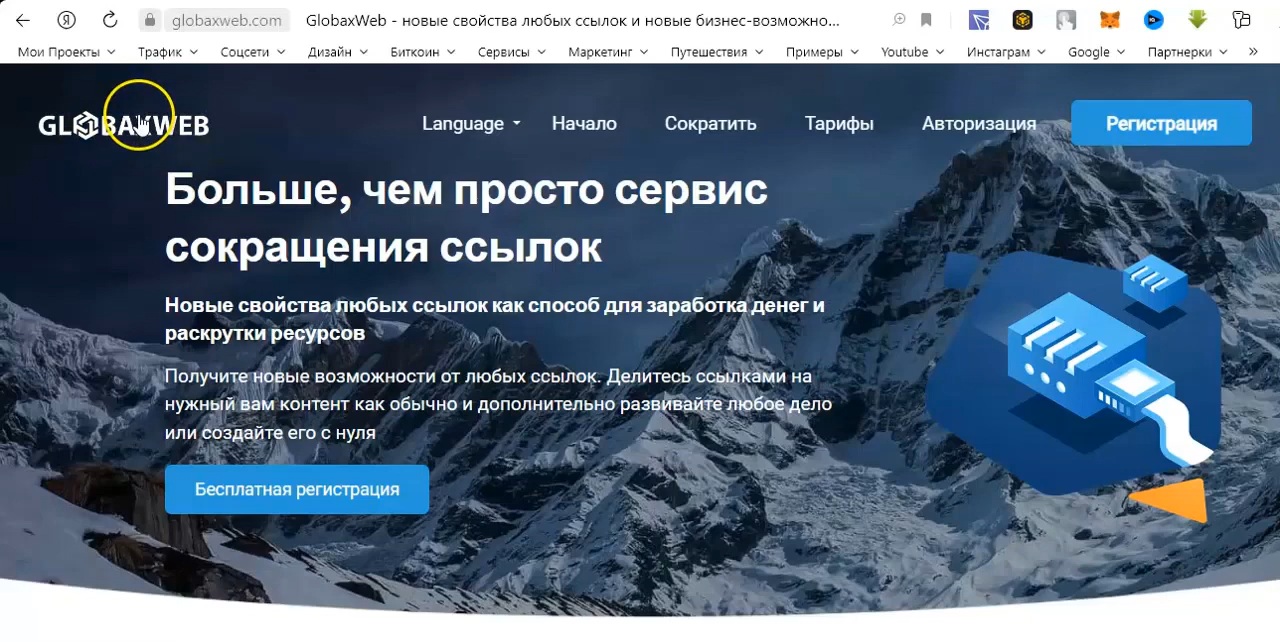 globaxweb.com GlobaxWeb - новые свойства любых ссылок и новые бизнес-возможно...
Мои Проекты Трафик Соцсети Дизайн Биткоин Сервисы Маркетинг Путешествия Примеры Youtube Инстаграм Google Партнерки »
GLOBAXWEB Language Начало Сократить Тарифы Авторизация Регистрация
Больше, чем просто сервис
сокращения ссылок
Новые свойства любых ссылок как способ для заработка денег и
раскрутки ресурсов
Получите новые возможности от любых ссылок. Делитесь ссылками на
нужный вам контент как обычно и дополнительно развивайте любое дело
или создайте его с нуля
Бесплатная регистрация